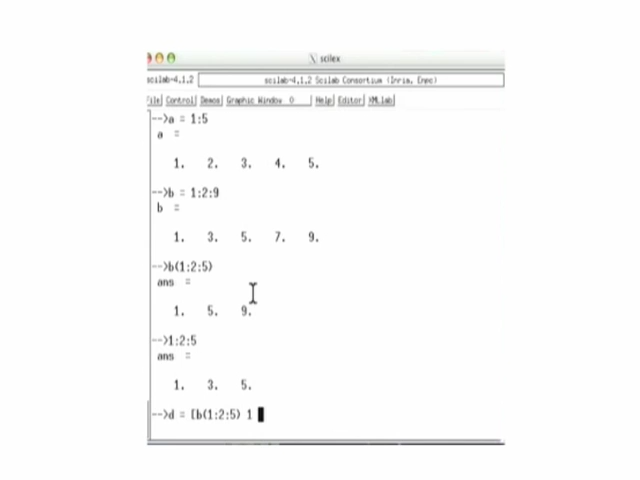 scilex
scilab-4.1.2 scilab-4.1.2 Scilab Consortium (Inria, Enpc)
File Control Demos Graphic Window 0 Help Editor XMLlab
-->a = 1:5
a =
1. 2. 3. 4. 5.
-->b = 1:2:9
b =
1. 3. 5. 7. 9.
-->b(1:2:5)
ans =
1. 5. 9.
-->1:2:5
ans =
1. 3. 5.
-->d = [b(1:2:5) 1